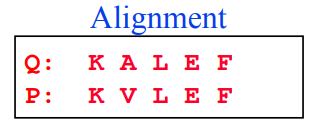 Alignment
Q: K A L E F
P: K V L E F